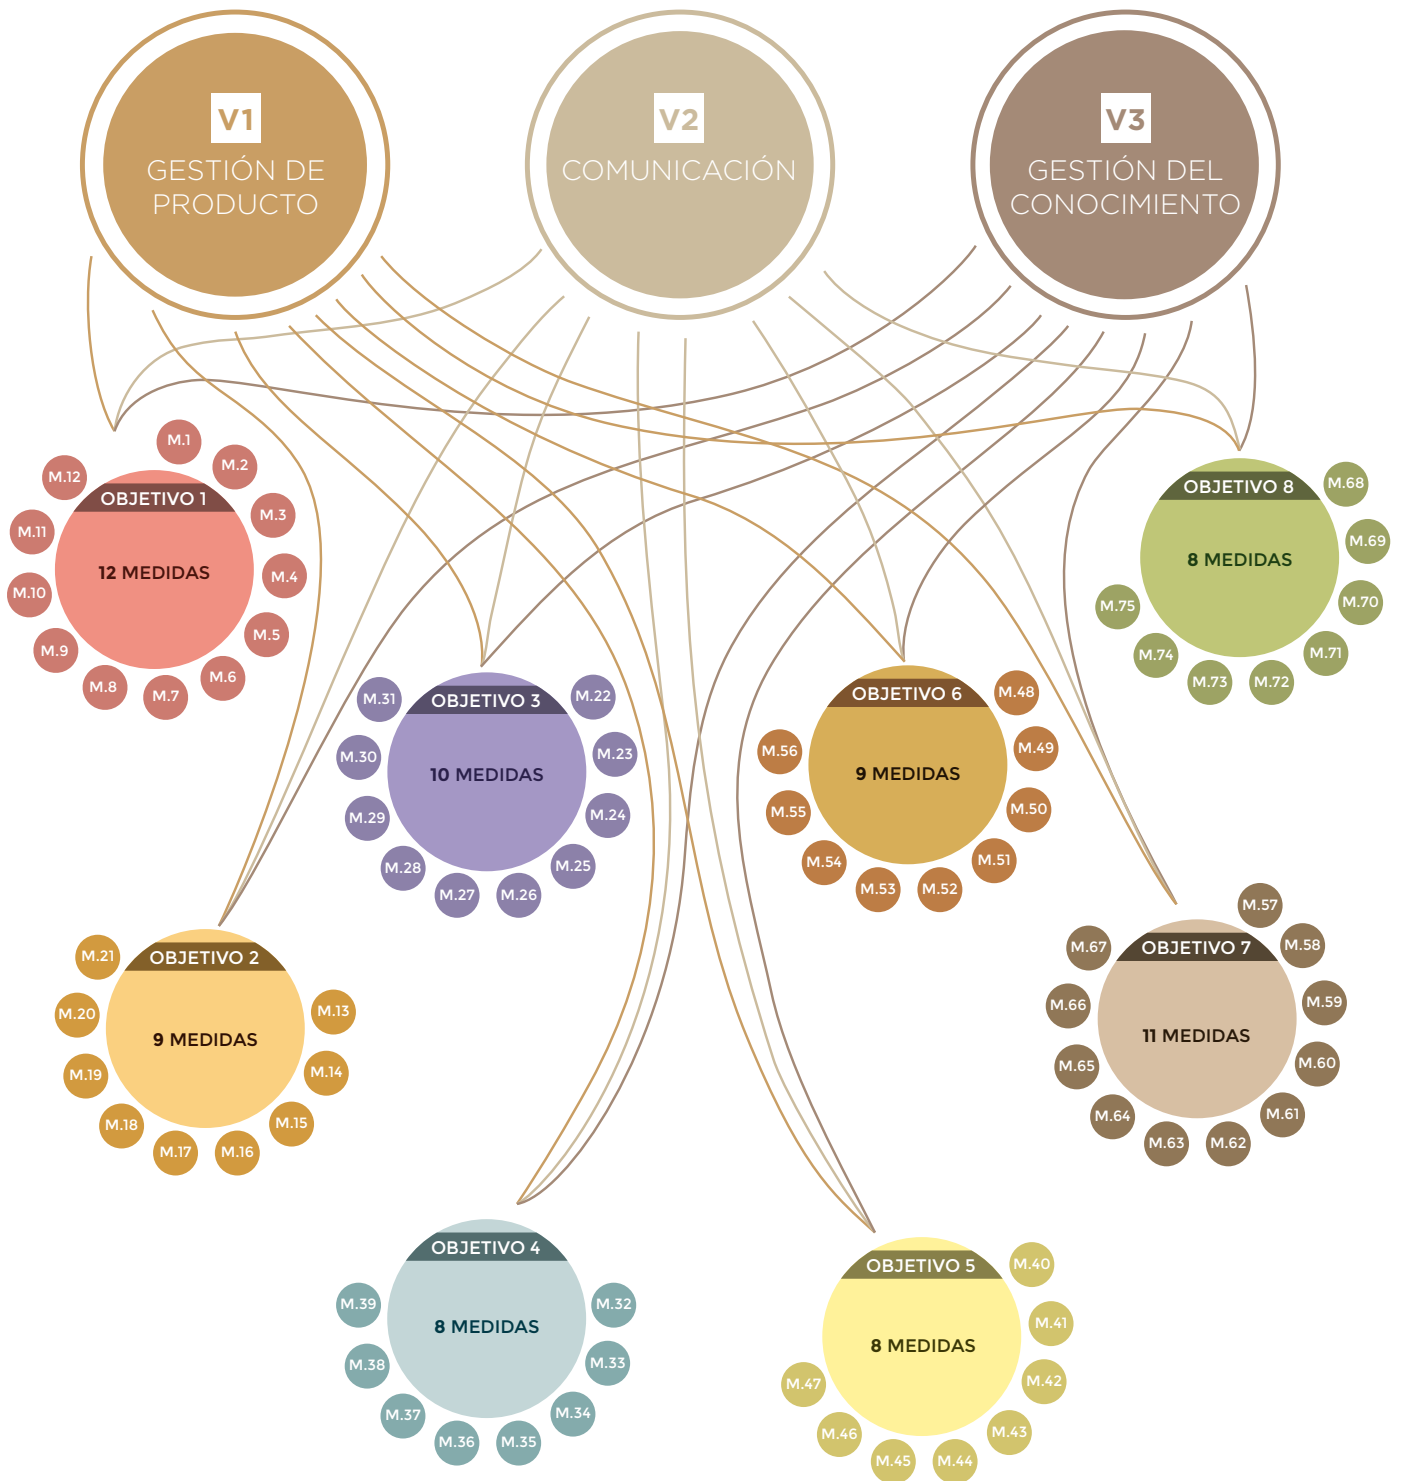 V1
GESTIÓN DE
PRODUCTO
V2
COMUNICACIÓN
V3
GESTIÓN DEL
CONOCIMIENTO
OBJETIVO 1
12 MEDIDAS
M.1
M.2
M.3
M.4
M.5
M.6
M.7
M.8
M.9
M.10
M.11
M.12
OBJETIVO 2
9 MEDIDAS
M.13
M.14
M.15
M.16
M.17
M.18
M.19
M.20
M.21
OBJETIVO 3
10 MEDIDAS
M.22
M.23
M.24
M.25
M.26
M.27
M.28
M.29
M.30
M.31
OBJETIVO 4
8 MEDIDAS
M.32
M.33
M.34
M.35
M.36
M.37
M.38
M.39
OBJETIVO 5
8 MEDIDAS
M.40
M.41
M.42
M.43
M.44
M.45
M.46
M.47
OBJETIVO 6
9 MEDIDAS
M.48
M.49
M.50
M.51
M.52
M.53
M.54
M.55
M.56
OBJETIVO 7
11 MEDIDAS
M.57
M.58
M.59
M.60
M.61
M.62
M.63
M.64
M.65
M.66
M.67
OBJETIVO 8
8 MEDIDAS
M.68
M.69
M.70
M.71
M.72
M.73
M.74
M.75